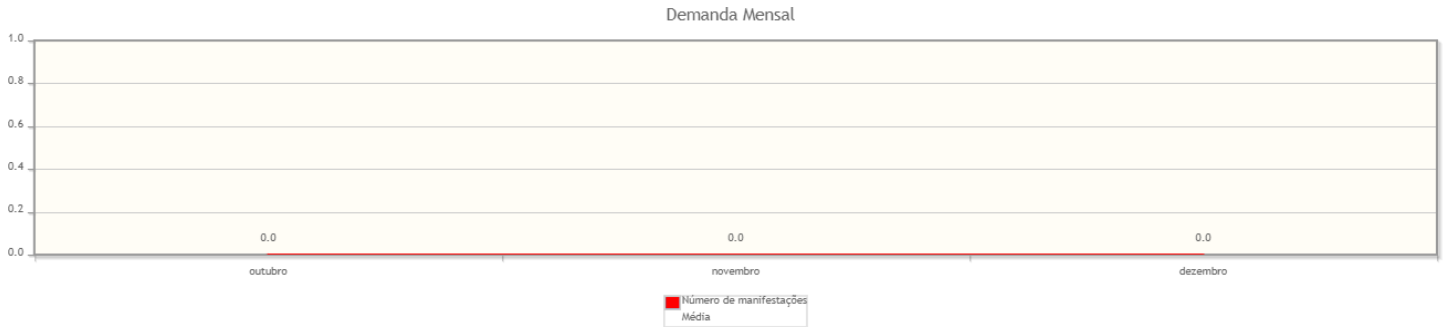 Demanda Mensal
1.0
0.8
0.6
0.4
0.2
0.0
0.0 0.0 0.0
outubro novembro dezembro
Número de manifestações
Média